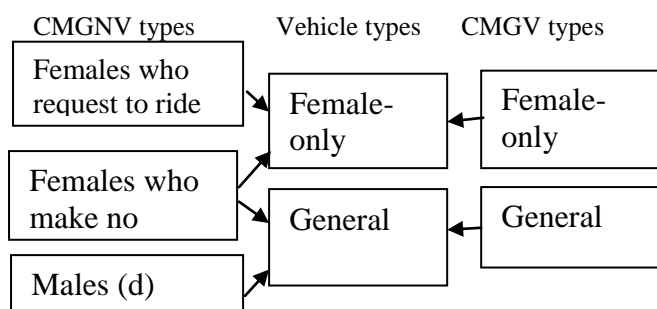 CMGNV types Vehicle types CMGV types
Females who
request to ride
Female-
only
Female-
only
Females who
make no
General
General
Males (d)